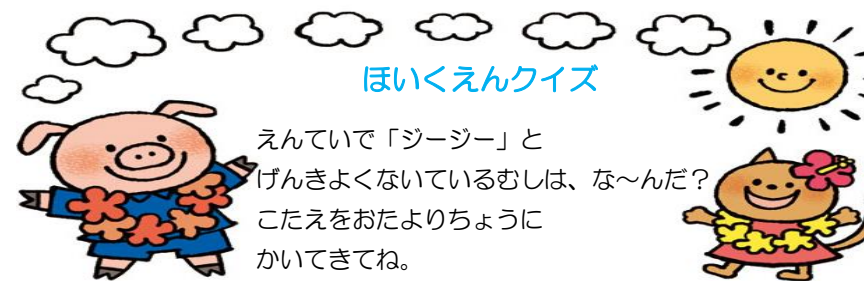 ほいくえんクイズ
えんていで「ジージー」と
げんきよくないているむしは、な～んだ？
こたえをおたよりちょうに
かいてきてね。